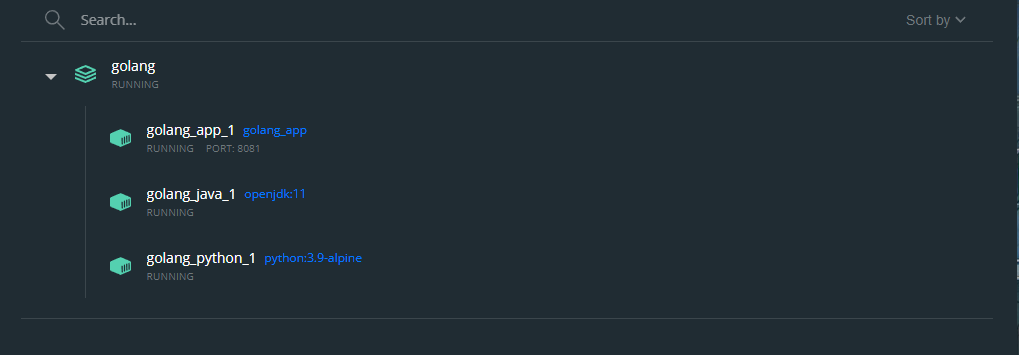 Search... Sort by
golang
RUNNING
golang_app_1 golang_app
RUNNING PORT: 8081
golang_java_1 openjdk:11
RUNNING
golang_python_1 python:3.9-alpine
RUNNING